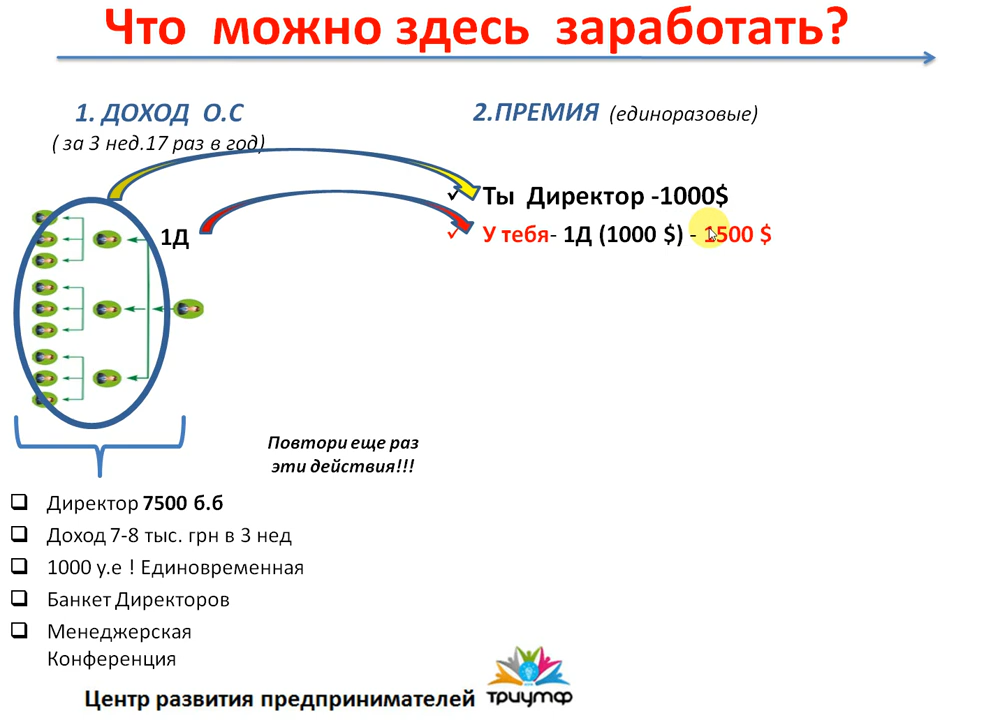 Что можно здесь заработать?
1. ДОХОД О.С
( за 3 нед.17 раз в год)
2.ПРЕМИЯ (единоразовые)
Ты Директор -1000$
1Д
У тебя- 1Д (1000 $) - 1500 $
Повтори еще раз
эти действия!!!
Директор 7500 б.б
Доход 7-8 тыс. грн в 3 нед
1000 у.е ! Единовременная
Банкет Директоров
Менеджерская
Конференция
Центр развития предпринимателей
триумф